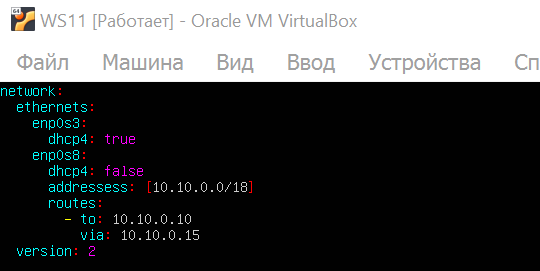 64
WS11 [Работает] - Oracle VM VirtualBox
Файл Машина Вид Ввод Устройства Сп
network:
  ethernets:
    enp0s3:
      dhcp4: true
    enp0s8:
      dhcp4: false
      addressess: [10.10.0.0/18]
      routes:
        - to: 10.10.0.10
          via: 10.10.0.15
  version: 2